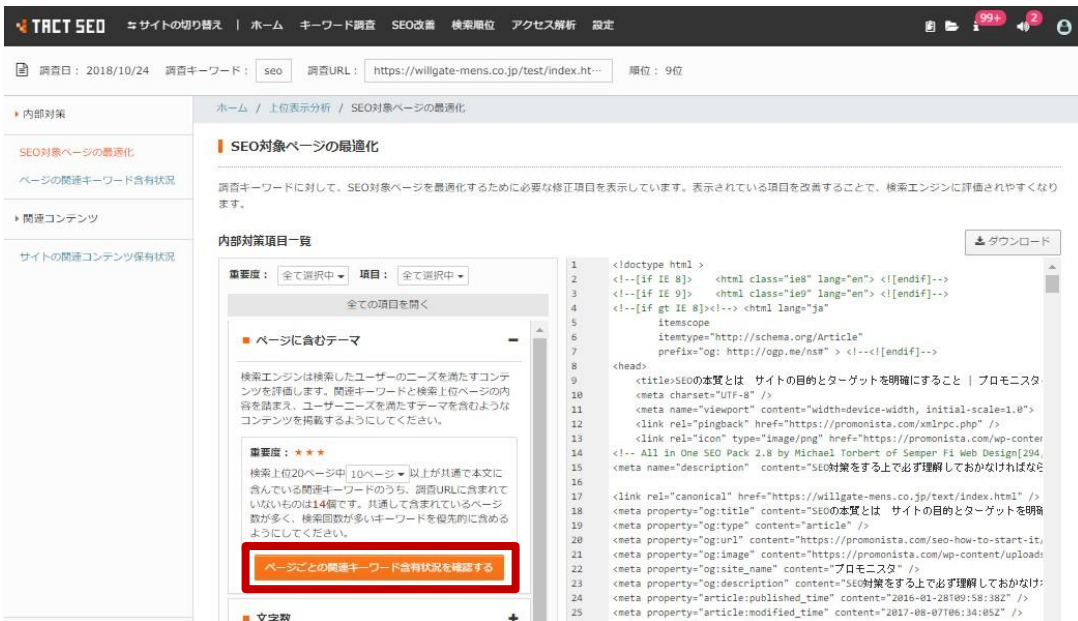 TACT SEO
サイトの切り替え | ホーム キーワード調査 SEO改善 検索順位 アクセス解析 設定
99+
2
調査日: 2018/10/24 調査キーワード: seo 調査URL: https://willgate-mens.co.jp/test/index.ht… 順位: 9位
内部対策
SEO対象ページの最適化
ページの関連キーワード含有状況
関連コンテンツ
サイトの関連コンテンツ保有状況
ホーム / 上位表示分析 / SEO対象ページの最適化
SEO対象ページの最適化
調査キーワードに対して、SEO対象ページを最適化するために必要な修正項目を表示しています。表示されている項目を改善することで、検索エンジンに評価されやすくなり
ます。
内部対策項目一覧
ダウンロード
重要度: 全て選択中 項目: 全て選択中
全ての項目を開く
ページに含むテーマ
検索エンジンは検索したユーザーのニーズを満たすコンテ
ンツを評価します。関連キーワードと検索上位ページの内
容を踏まえ、ユーザーニーズを満たすテーマを含むような
コンテンツを掲載するようにしてください。
重要度: ★★★
検索上位20ページ中 10ページ 以上が共通で本文に
含んでいる関連キーワードのうち、調査URLに含まれて
いないものは14個です。共通して含まれているページ
数が多く、検索回数が多いキーワードを優先的に含める
ようにしてください。
ページごとの関連キーワード含有状況を確認する
文字数
1 <!doctype html >
2 <!--[if IE 8]> <html class="ie8" lang="en"> <![endif]-->
3 <!--[if IE 9]> <html class="ie9" lang="en"> <![endif]-->
4 <!--[if gt IE 8]><!--> <html lang="ja"
5 itemscope
6 itemtype="http://schema.org/Article"
7 prefix="og: http://ogp.me/ns#" > <!--<![endif]-->
8 <head>
9 <title>SEOの本質とは サイトの目的とターゲットを明確にすること | プロモニスタ
10 <meta charset="UTF-8" />
11 <meta name="viewport" content="width=device-width, initial-scale=1.0">
12 <link rel="pingback" href="https://promonista.com/xmlrpc.php" />
13 <link rel="icon" type="image/png" href="https://promonista.com/wp-conter
14 <!-- All in One SEO Pack 2.8 by Michael Torbert of Semper Fi Web Design[294,
15 <meta name="description" content="SEO対策をする上で必ず理解しておかなければなら
16
17 <link rel="canonical" href="https://willgate-mens.co.jp/text/index.html" />
18 <meta property="og:title" content="SEOの本質とは サイトの目的とターゲットを明確
19 <meta property="og:type" content="article" />
20 <meta property="og:url" content="https://promonista.com/seo-how-to-start-it/
21 <meta property="og:image" content="https://promonista.com/wp-content/uploads
22 <meta property="og:site_name" content="プロモニスタ" />
23 <meta property="og:description" content="SEO対策をする上で必ず理解しておかなけ
24 <meta property="article:published_time" content="2016-01-28T09:58:38Z" />
25 <meta property="article:modified_time" content="2017-08-07T06:34:05Z" />